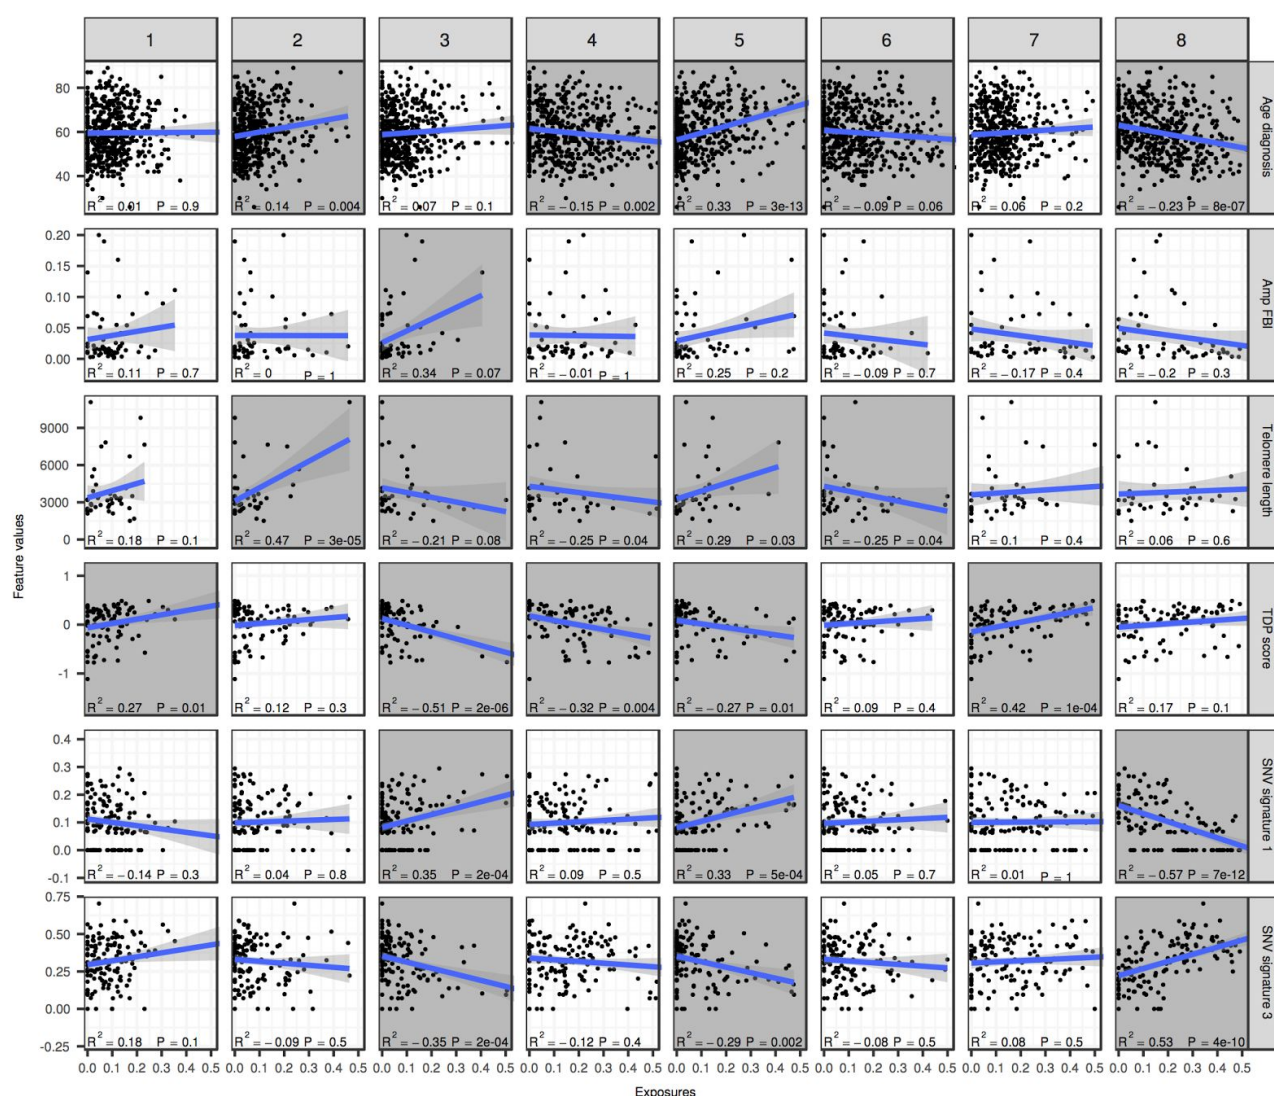 1 2 3 4 5 6 7 8
80
60
40
R2 = 0.01 P = 0.9
R2 = 0.14 P = 0.004
R2 = 0.07 P = 0.1
R2 = −0.15 P = 0.002
R2 = 0.33 P = 3e-13
R2 = −0.09 P = 0.06
R2 = 0.06 P = 0.2
R2 = −0.23 P = 8e-07
Age diagnosis
0.20
0.15
0.10
0.05
0.00
R2 = 0.11 P = 0.7
R2 = 0 P = 1
R2 = 0.34 P = 0.07
R2 = −0.01 P = 1
R2 = 0.25 P = 0.2
R2 = −0.09 P = 0.7
R2 = −0.17 P = 0.4
R2 = −0.2 P = 0.3
Amp FBI
9000
6000
3000
0
R2 = 0.18 P = 0.1
R2 = 0.47 P = 3e-05
R2 = −0.21 P = 0.08
R2 = −0.25 P = 0.04
R2 = 0.29 P = 0.03
R2 = −0.25 P = 0.04
R2 = 0.1 P = 0.4
R2 = 0.06 P = 0.6
Telomere length
Feature values
1
0
-1
R2 = 0.27 P = 0.01
R2 = 0.12 P = 0.3
R2 = −0.51 P = 2e-06
R2 = −0.32 P = 0.004
R2 = −0.27 P = 0.01
R2 = 0.09 P = 0.4
R2 = 0.42 P = 1e-04
R2 = 0.17 P = 0.1
TDP score
0.4
0.3
0.2
0.1
0.0
-0.1
R2 = −0.14 P = 0.3
R2 = 0.04 P = 0.8
R2 = 0.35 P = 2e-04
R2 = 0.09 P = 0.5
R2 = 0.33 P = 5e-04
R2 = 0.05 P = 0.7
R2 = 0.01 P = 1
R2 = −0.57 P = 7e-12
SNV signature 1
0.75
0.50
0.25
0.00
-0.25
R2 = 0.18 P = 0.1
R2 = −0.09 P = 0.5
R2 = −0.35 P = 2e-04
R2 = −0.12 P = 0.4
R2 = −0.29 P = 0.002
R2 = −0.08 P = 0.5
R2 = 0.08 P = 0.5
R2 = 0.53 P = 4e-10
SNV signature 3
0.0 0.1 0.2 0.3 0.4 0.5 0.0 0.1 0.2 0.3 0.4 0.5 0.0 0.1 0.2 0.3 0.4 0.5 0.0 0.1 0.2 0.3 0.4 0.5 0.0 0.1 0.2 0.3 0.4 0.5 0.0 0.1 0.2 0.3 0.4 0.5 0.0 0.1 0.2 0.3 0.4 0.5 0.0 0.1 0.2 0.3 0.4 0.5
Exposures